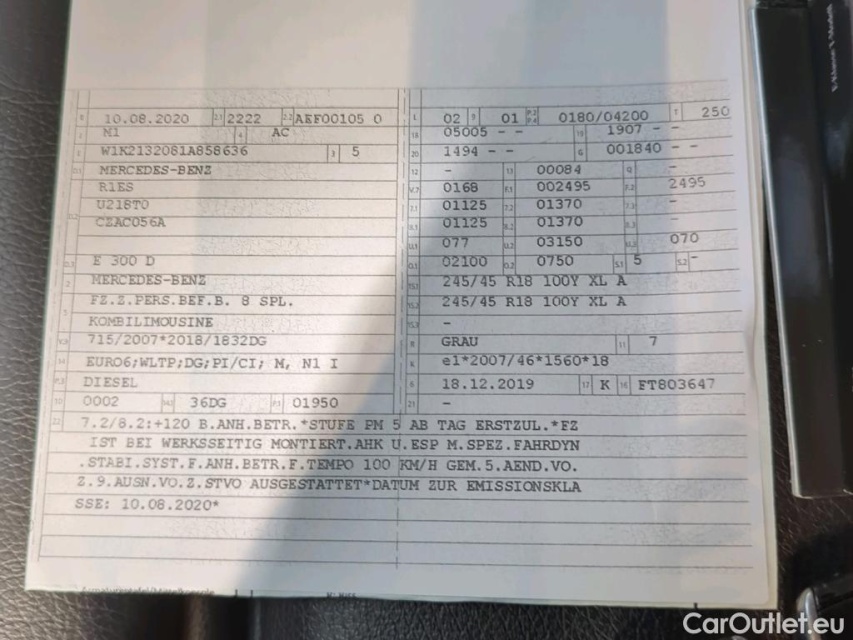 10.08.2020 2222 AEF00105 0
M1 AC
W1K2132081A858636 5
MERCEDES-BENZ
R1ES
U218T0
CZAC056A
E 300 D
MERCEDES-BENZ
FZ.Z.PERS.BEF.B. 8 SPL.
KOMBILIMOUSINE
715/2007*2018/1832DG
EURO6;WLTP;DG;PI/CI; M, N1 I
DIESEL
0002 36DG 01950
02 01 0180/04200 250
05005 - - 1907 - -
1494 - - 001840 - -
- 00084 -
0168 002495 2495
01125 01370 -
01125 01370 -
077 03150 070
02100 0750 5 -
245/45 R18 100Y XL A
245/45 R18 100Y XL A
-
GRAU 7
e1*2007/46*1560*18
18.12.2019 K FT803647
-
7.2/8.2:+120 B.ANH.BETR.*STUFE PM 5 AB TAG ERSTZUL.*FZ
IST BEI WERKSSEITIG MONTIERT.AHK U.ESP M.SPEZ.FAHRDYN
.STABI.SYST.F.ANH.BETR.F.TEMPO 100 KM/H GEM.5.AEND.VO.
Z.9.AUSN.VO.Z.STVO AUSGESTATTET*DATUM ZUR EMISSIONSKLA
SSE: 10.08.2020*
CarOutlet.eu